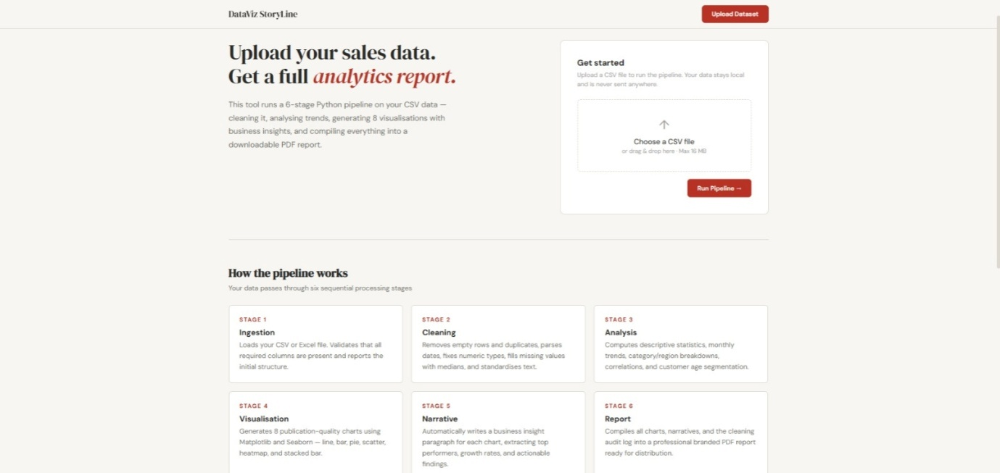 DataViz StoryLine
Upload Dataset
Upload your sales data.
Get a full analytics report.
This tool runs a 6-stage Python pipeline on your CSV data —
cleaning it, analysing trends, generating 8 visualisations with
business insights, and compiling everything into a
downloadable PDF report.
Get started
Upload a CSV file to run the pipeline. Your data stays local
and is never sent anywhere.
↑
Choose a CSV file
or drag & drop here · Max 16 MB
Run Pipeline →
How the pipeline works
Your data passes through six sequential processing stages
STAGE 1
Ingestion
Loads your CSV or Excel file. Validates that all
required columns are present and reports the
initial structure.
STAGE 2
Cleaning
Removes empty rows and duplicates, parses
dates, fixes numeric types, fills missing values
with medians, and standardises text.
STAGE 3
Analysis
Computes descriptive statistics, monthly
trends, category/region breakdowns,
correlations, and customer age segmentation.
STAGE 4
Visualisation
Generates 8 publication-quality charts using
Matplotlib and Seaborn — line, bar, pie, scatter,
heatmap, and stacked bar.
STAGE 5
Narrative
Automatically writes a business insight
paragraph for each chart, extracting top
performers, growth rates, and actionable
findings.
STAGE 6
Report
Compiles all charts, narratives, and the cleaning
audit log into a professional branded PDF report
ready for distribution.